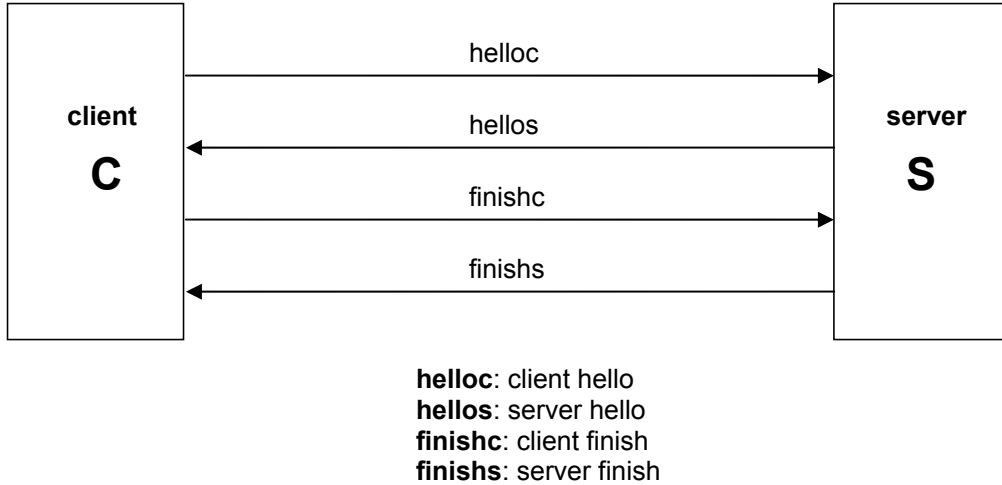 helloc
client
C
hellos
server
S
finishc
finishs
helloc: client hello
hellos: server hello
finishc: client finish
finishs: server finish